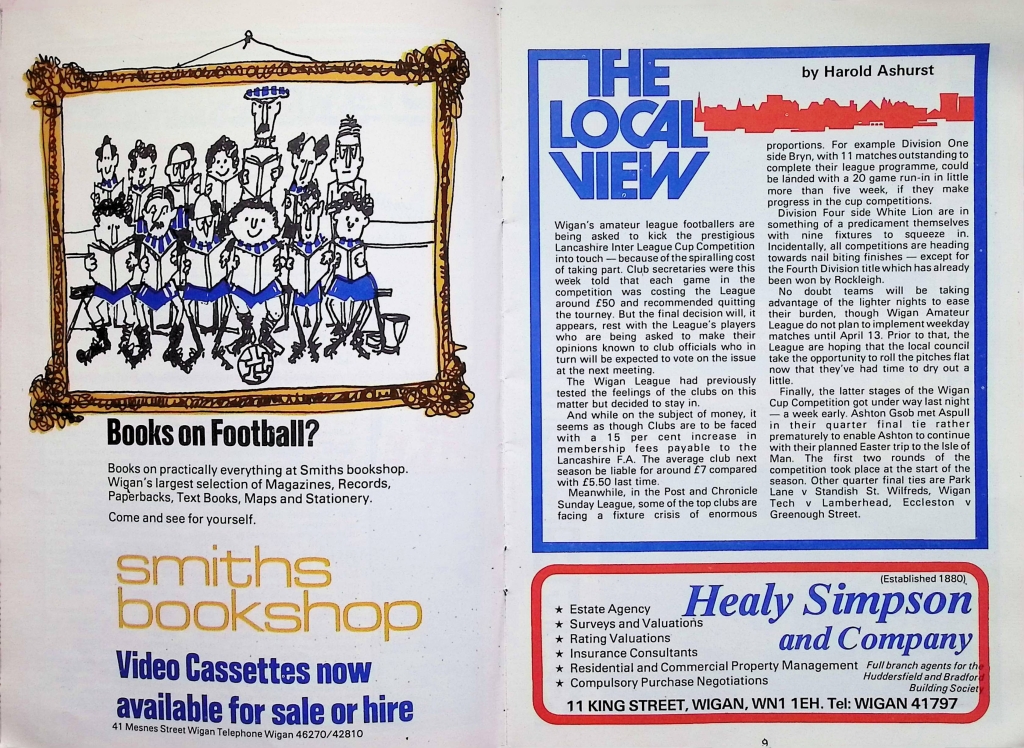 Books on Football?
Books on practically everything at Smiths bookshop.
Wigan's largest selection of Magazines, Records,
Paperbacks, Text Books, Maps and Stationery.
Come and see for yourself.
smiths
bookshop
Video Cassettes now
available for sale or hire
41 Mesnes Street Wigan Telephone Wigan 46270/42810
THE
LOCAL
VIEW
by Harold Ashurst
Wigan's amateur league footballers are
being asked to kick the prestigious
Lancashire Inter League Cup Competition
into touch — because of the spiralling cost
of taking part. Club secretaries were this
week told that each game in the
competition was costing the League
around £50 and recommended quitting
the tourney. But the final decision will, it
appears, rest with the League's players
who are being asked to make their
opinions known to club officials who in
turn will be expected to vote on the issue
at the next meeting.
The Wigan League had previously
tested the feelings of the clubs on this
matter but decided to stay in.
And while on the subject of money, it
seems as though Clubs are to be faced
with a 15 per cent increase in
membership fees payable to the
Lancashire F.A. The average club next
season be liable for around £7 compared
with £5.50 last time.
Meanwhile, in the Post and Chronicle
Sunday League, some of the top clubs are
facing a fixture crisis of enormous
proportions. For example Division One
side Bryn, with 11 matches outstanding to
complete their league programme, could
be landed with a 20 game run-in in little
more than five week, if they make
progress in the cup competitions.
Division Four side White Lion are in
something of a predicament themselves
with nine fixtures to squeeze in.
Incidentally, all competitions are heading
towards nail biting finishes — except for
the Fourth Division title which has already
been won by Rockleigh.
No doubt teams will be taking
advantage of the lighter nights to ease
their burden, though Wigan Amateur
League do not plan to implement weekday
matches until April 13. Prior to that, the
League are hoping that the local council
take the opportunity to roll the pitches flat
now that they've had time to dry out a
little.
Finally, the latter stages of the Wigan
Cup Competition got under way last night
— a week early. Ashton Gsob met Aspull
in their quarter final tie rather
prematurely to enable Ashton to continue
with their planned Easter trip to the Isle of
Man. The first two rounds of the
competition took place at the start of the
season. Other quarter final ties are Park
Lane v Standish St. Wilfreds, Wigan
Tech v Lamberhead, Eccleston v
Greenough Street.
(Established 1880)
Healy Simpson
and Company
★ Estate Agency
★ Surveys and Valuations
★ Rating Valuations
★ Insurance Consultants
★ Residential and Commercial Property Management
★ Compulsory Purchase Negotiations
Full branch agents for the
Huddersfield and Bradford
Building Society
11 KING STREET, WIGAN, WN1 1EH. Tel: WIGAN 41797
9